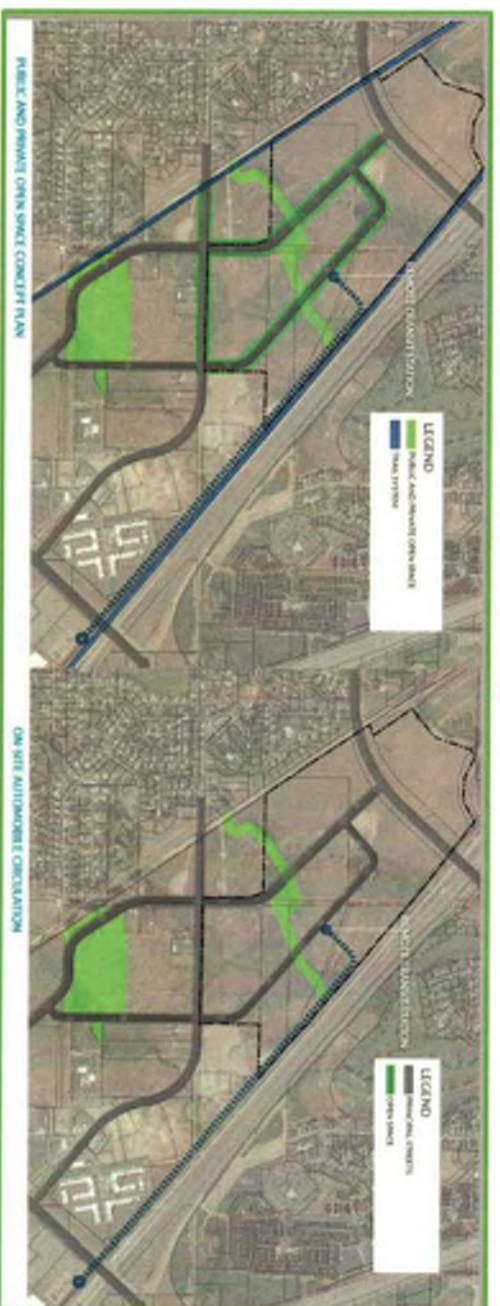 PUBLIC AND PRIVATE OPEN SPACE CONCEPT PLAN
LEGEND
PUBLIC AND PRIVATE OPEN SPACE
TRAIL SYSTEM
ON-SITE AUTOMOBILE CIRCULATION
LEGEND
PRINCIPAL STREETS
OPEN SPACE